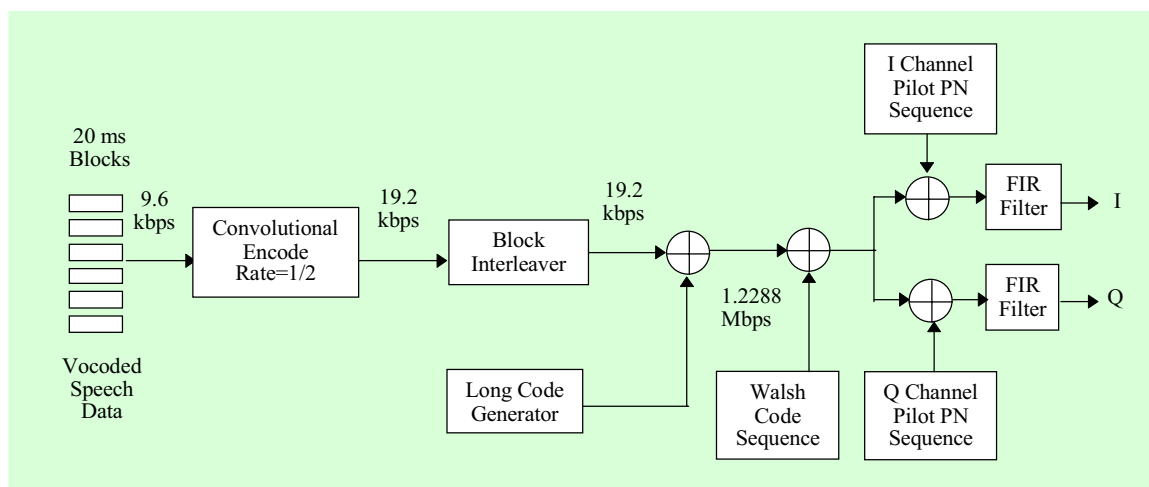 20 ms
Blocks
9.6
kbps
Convolutional
Encode
Rate=1/2
19.2
kbps
Block
Interleaver
19.2
kbps
1.2288
Mbps
I Channel
Pilot PN
Sequence
FIR
Filter
I
FIR
Filter
Q
Vocoded
Speech
Data
Long Code
Generator
Walsh
Code
Sequence
Q Channel
Pilot PN
Sequence